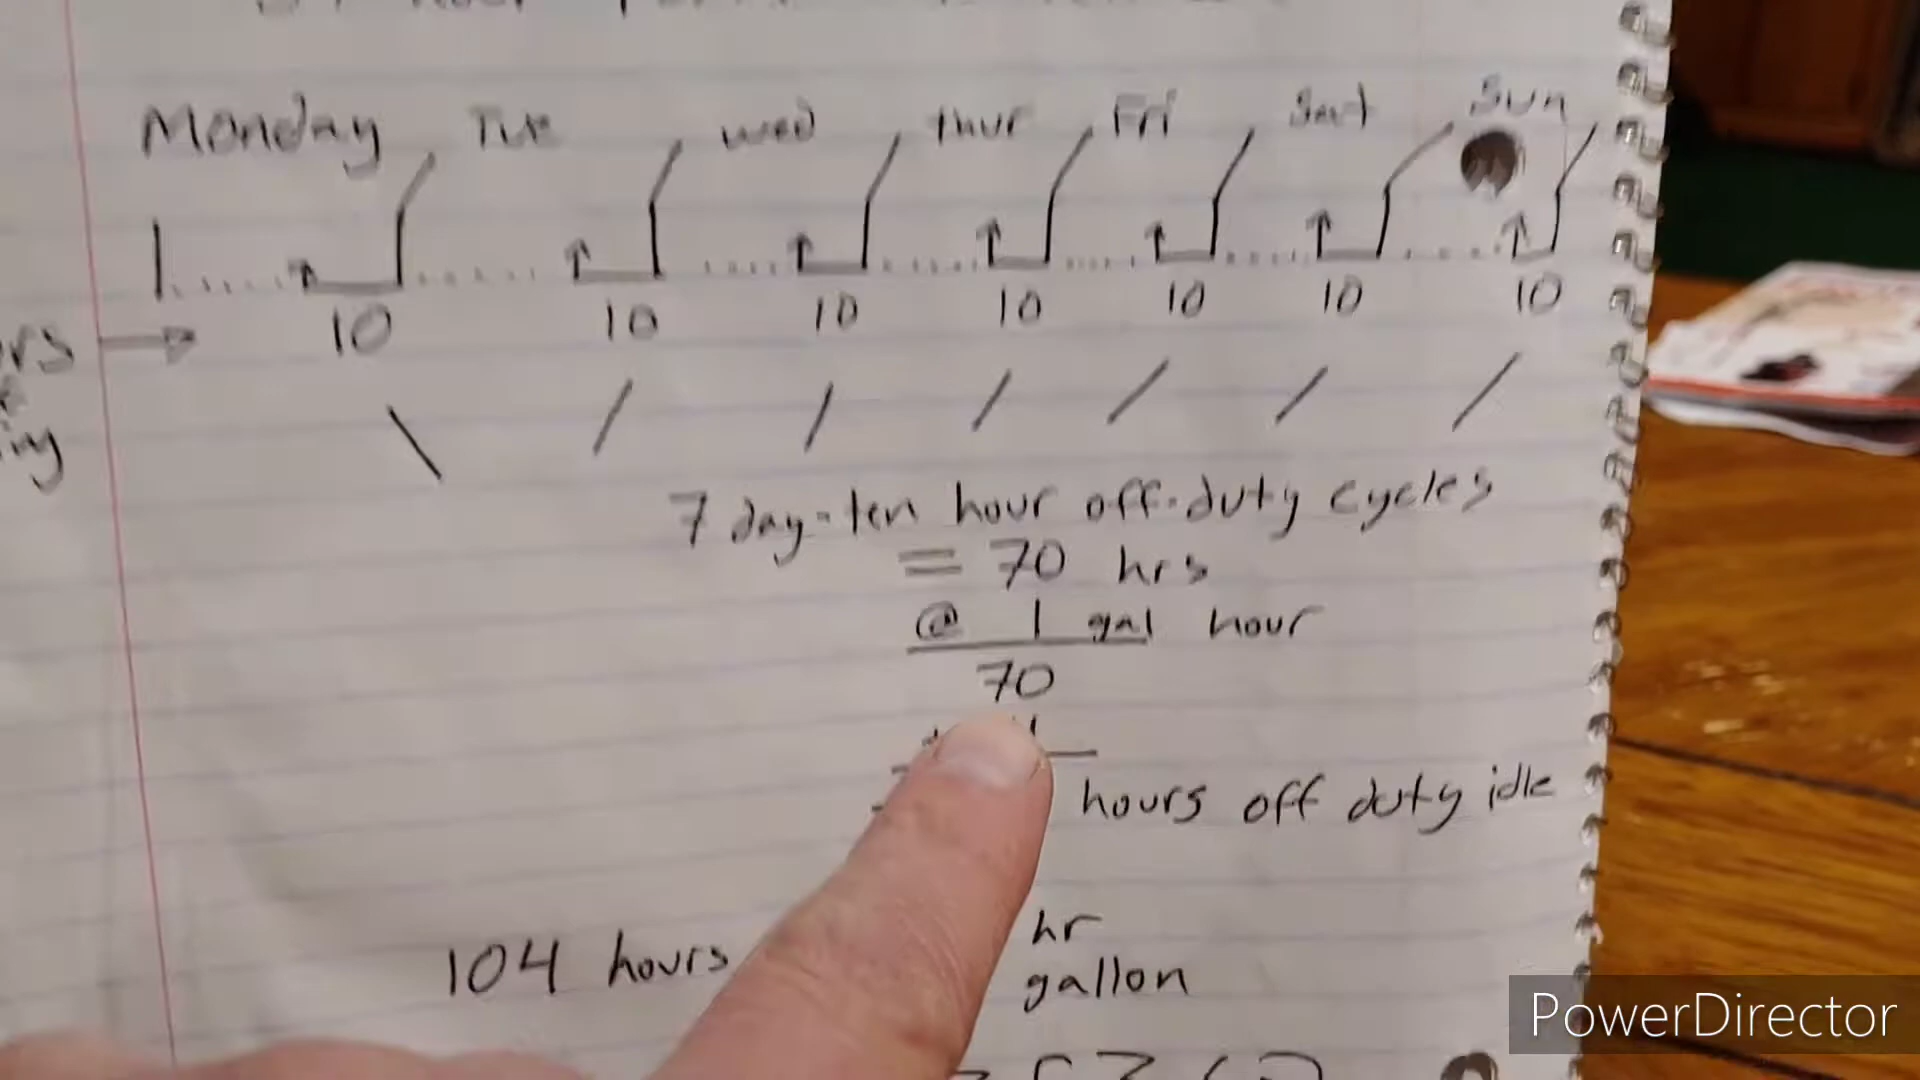 Monday Tue wed thur Fri Sat Sun
10 10 10 10 10 10 10
7 day-ten hour off-duty cycles
= 70 hrs
@ 1 gal hour
70
hours off duty idle
104 hours hr
gallon
PowerDirector